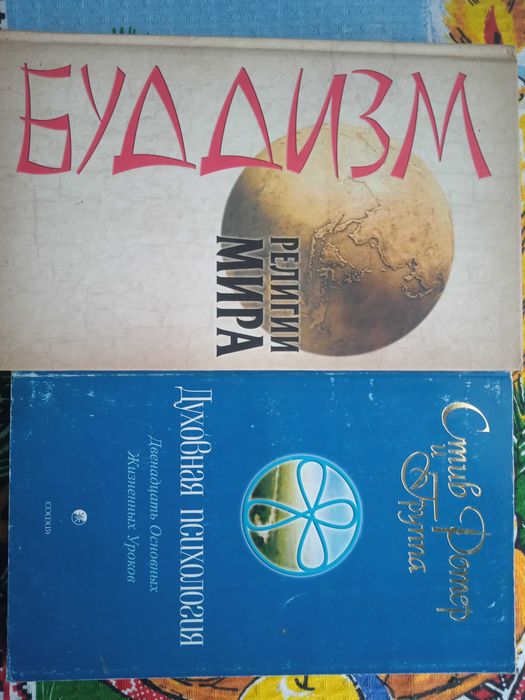 БУДДИЗМ
РЕЛИГИИ
МИРА
Стив Ротер
и Группа
Духовная психология
Двенадцать Основных
Жизненных Уроков
СОФИЯ